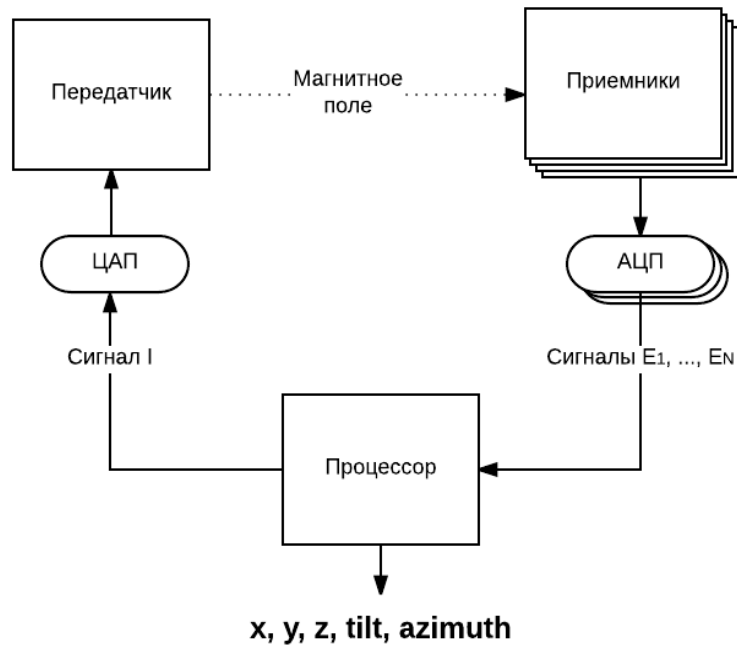 Передатчик
Магнитное
поле
Приемники
ЦАП
АЦП
Сигнал I
Сигналы E1, ..., EN
Процессор
x, y, z, tilt, azimuth